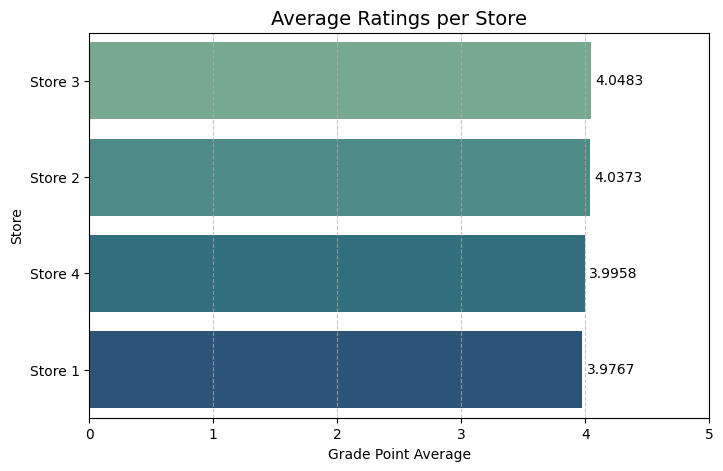 Average Ratings per Store
Store
Store 3
4.0483
Store 2
4.0373
Store 4
3.9958
Store 1
3.9767
0 1 2 3 4 5
Grade Point Average